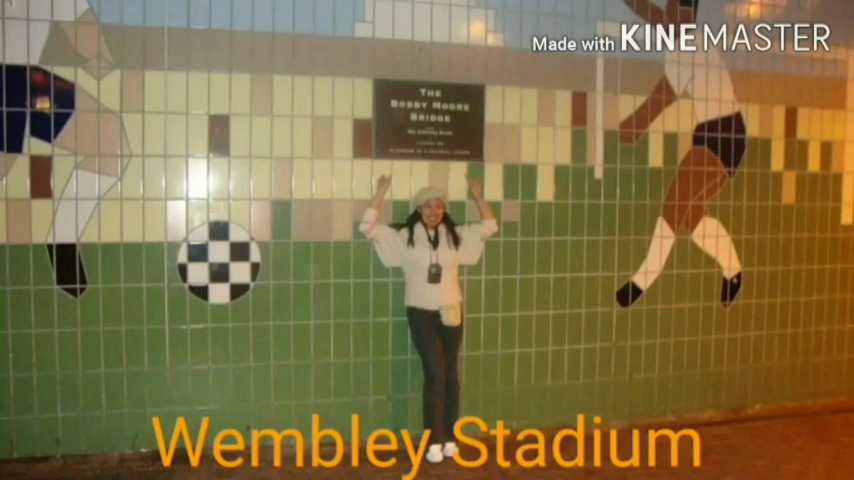 Made with KINEMASTER
THE
BOBBY MOORE
BRIDGE
Wembley Stadium